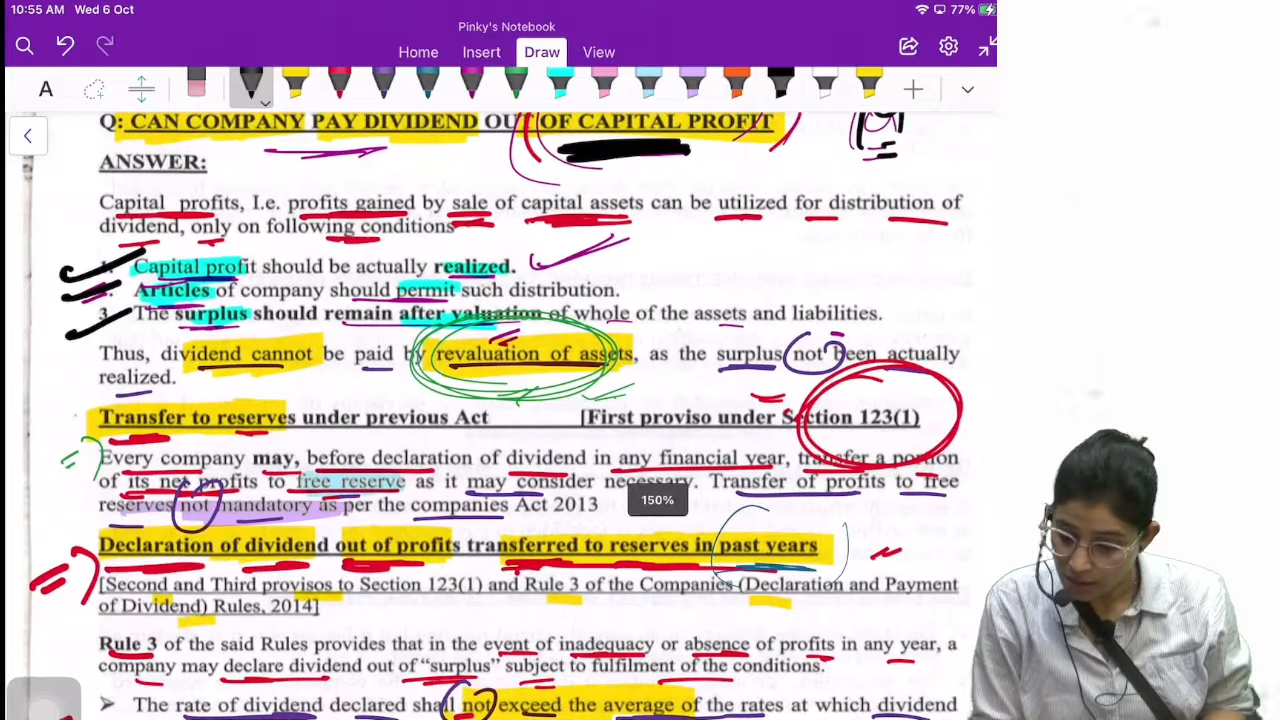 10:55 AM Wed 6 Oct
77%
Pinky's Notebook
Home Insert Draw View
A
Q: CAN COMPANY PAY DIVIDEND OUT OF CAPITAL PROFIT
ANSWER:
Capital profits, I.e. profits gained by sale of capital assets can be utilized for distribution of
dividend, only on following conditions
1. Capital profit should be actually realized.
Articles of company should permit such distribution.
3. The surplus should remain after valuation of whole of the assets and liabilities.
Thus, dividend cannot be paid by revaluation of assets, as the surplus not been actually
realized.
Transfer to reserves under previous Act [First proviso under Section 123(1)
Every company may, before declaration of dividend in any financial year, transfer a portion
of its net profits to free reserve as it may consider necessary. Transfer of profits to free
reserves not mandatory as per the companies Act 2013
150%
Declaration of dividend out of profits transferred to reserves in past years
[Second and Third provisos to Section 123(1) and Rule 3 of the Companies (Declaration and Payment
of Dividend) Rules, 2014]
Rule 3 of the said Rules provides that in the event of inadequacy or absence of profits in any year, a
company may declare dividend out of “surplus” subject to fulfilment of the conditions.
➤ The rate of dividend declared shall not exceed the average of the rates at which dividend